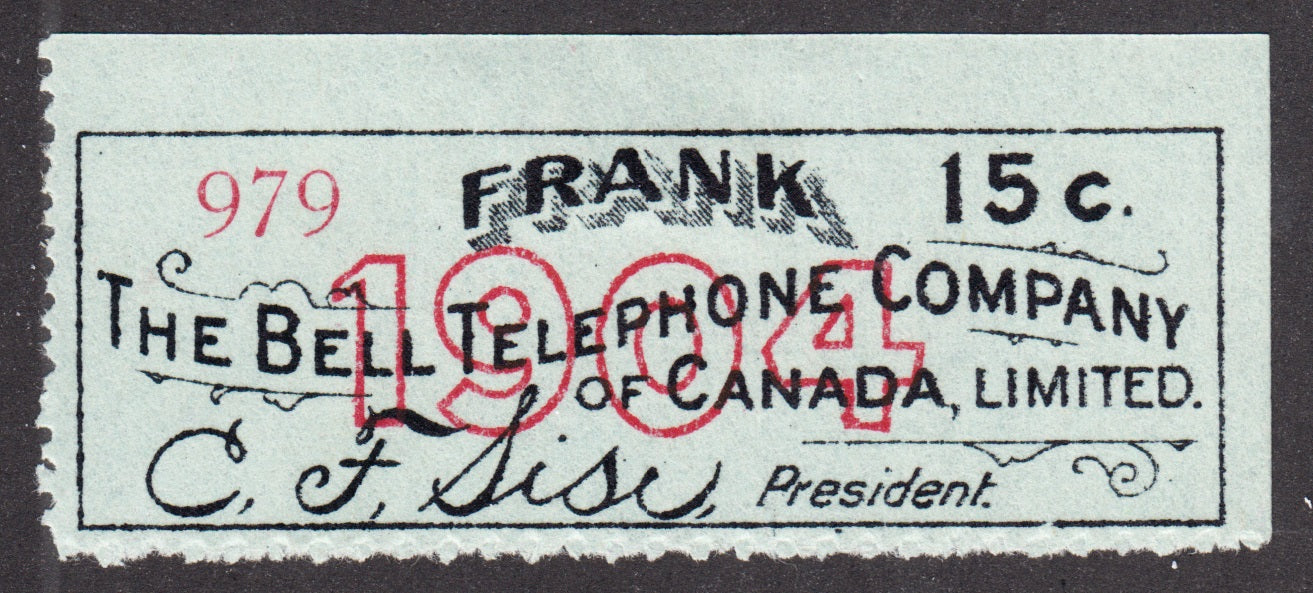 979 FRANK 15c.
1904
THE BELL TELEPHONE COMPANY
OF CANADA, LIMITED.
C. F. Sise, President.